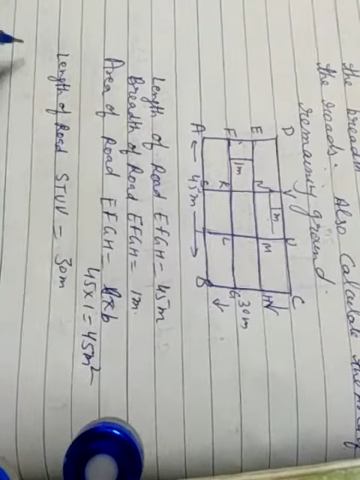 the breadth
the roads. Also Calculate the
remaining ground.
D
E
F
A
1m
1m
V
N
K
S
45m
U
M
L
C
H
G
B
30m
Length of Road EFGH = 45m
Breadth of Road EFGH = 1m.
Area of Road EFGH = l×b
45×1 = 45m²
Length of Road STUV = 30m